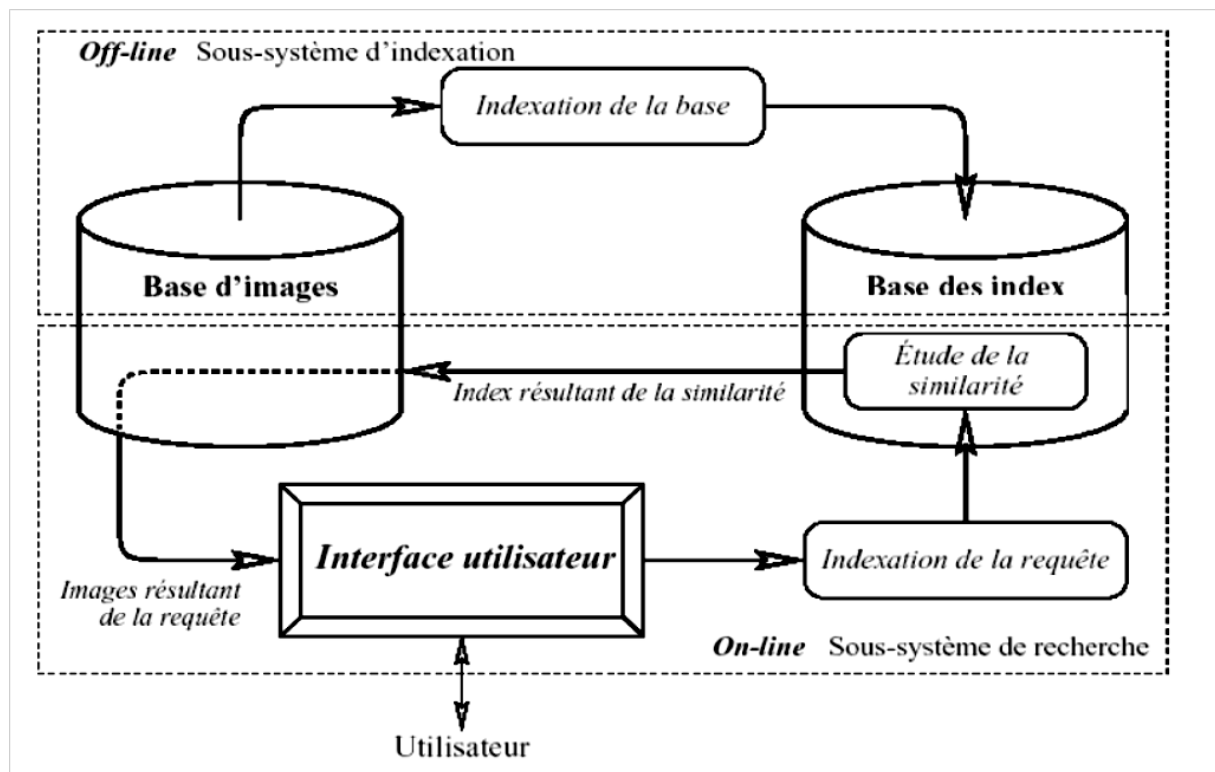 Off-line Sous-système d'indexation
Indexation de la base
Base d'images
Base des index
Étude de la
similarité
Index résultant de la similarité
Interface utilisateur
Indexation de la requête
Images résultant
de la requête
On-line Sous-système de recherche
Utilisateur